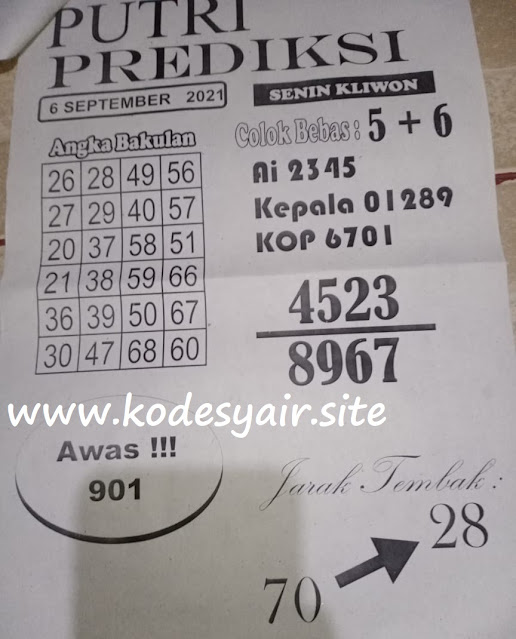 PUTRI
PREDIKSI
6 SEPTEMBER 2021
SENIN KLIWON
Angka Bakulan
26 28 49 56
27 29 40 57
20 37 58 51
21 38 59 66
36 39 50 67
30 47 68 60
Colok Bebas : 5 + 6
Ai 2345
Kepala 01289
KOP 6701
4523
8967
www.kodesyair.site
Awas !!!
901
Jarak Tembak :
28
70